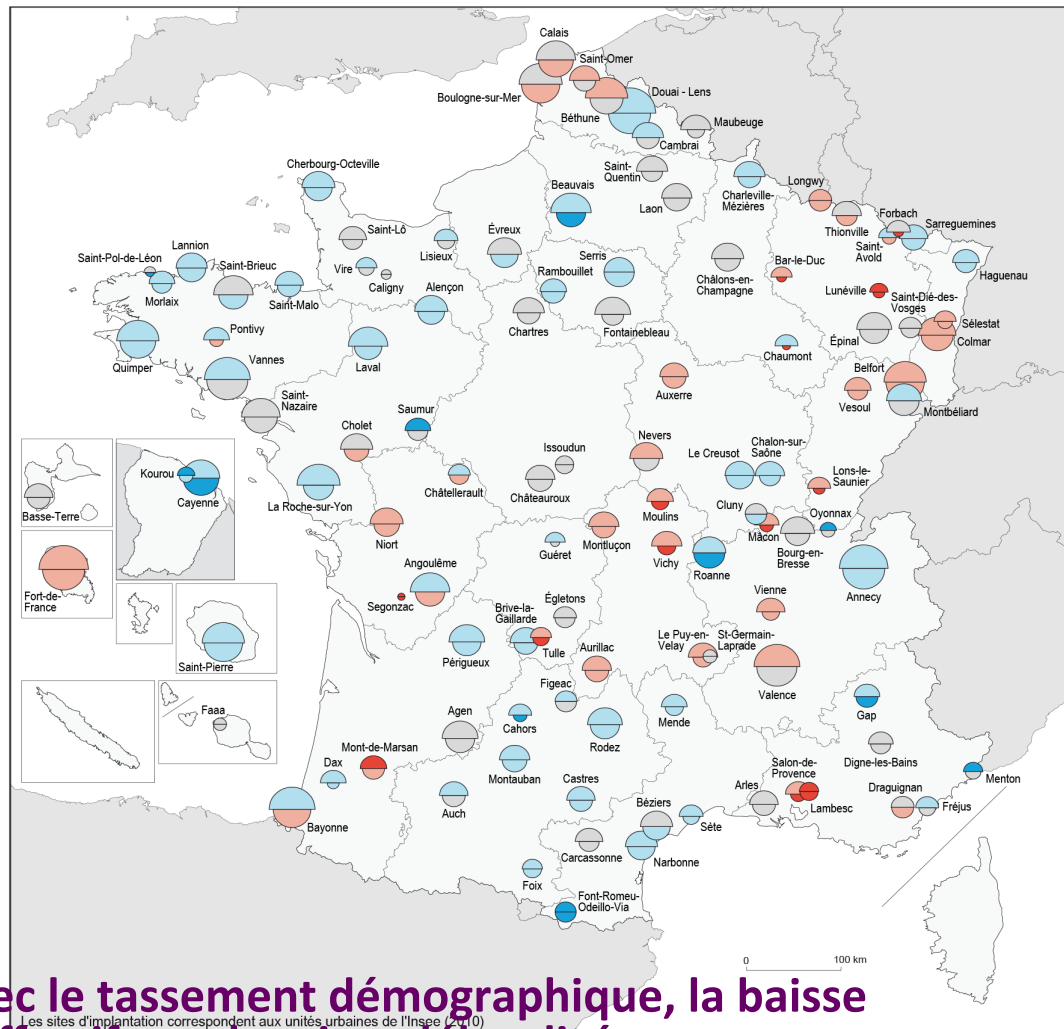 Calais
Saint-Omer
Boulogne-sur-Mer
Béthune
Douai - Lens
Maubeuge
Cambrai
Cherbourg-Octeville
Saint-
Quentin
Laon
Beauvais
Charleville-
Mézières
Longwy
Thionville
Forbach
Sarreguemines
Saint-
Avold
Haguenau
Saint-Lô
Lisieux
Évreux
Vire
Caligny
Rambouillet
Serris
Châlons-en-
Champagne
Bar-le-Duc
Lunéville
Saint-Dié-des-
Vosges
Sélestat
Colmar
Épinal
Lannion
Saint-Pol-de-Léon
Morlaix
Saint-Brieuc
Saint-Malo
Alençon
Chartres
Fontainebleau
Chaumont
Quimper
Pontivy
Vannes
Laval
Auxerre
Belfort
Vesoul
Montbéliard
Saint-
Nazaire
Saumur
Cholet
Issoudun
Nevers
Le Creusot
Chalon-sur-
Saône
Lons-le-
Saunier
Kourou
Cayenne
Basse-Terre
La Roche-sur-Yon
Châtellerault
Châteauroux
Moulins
Cluny
Mâcon
Oyonnax
Bourg-en-
Bresse
Niort
Guéret
Montluçon
Vichy
Roanne
Annecy
Fort-de-
France
Angoulême
Segonzac
Égletons
Vienne
Saint-Pierre
Périgueux
Brive-la-
Gaillarde
Tulle
Aurillac
Le Puy-en-
Velay
St-Germain-
Laprade
Valence
Faaa
Figeac
Agen
Cahors
Rodez
Mende
Gap
Mont-de-Marsan
Dax
Montauban
Digne-les-Bains
Menton
Bayonne
Auch
Castres
Béziers
Arles
Salon-de-
Provence
Lambesc
Draguignan
Fréjus
Carcassonne
Sète
Narbonne
Foix
Font-Romeu-
Odeillo-Via
0 100 km
ec le tassement démographique, la baisse
Les sites d'implantation correspondent aux unités urbaines de l'Insee (2010)